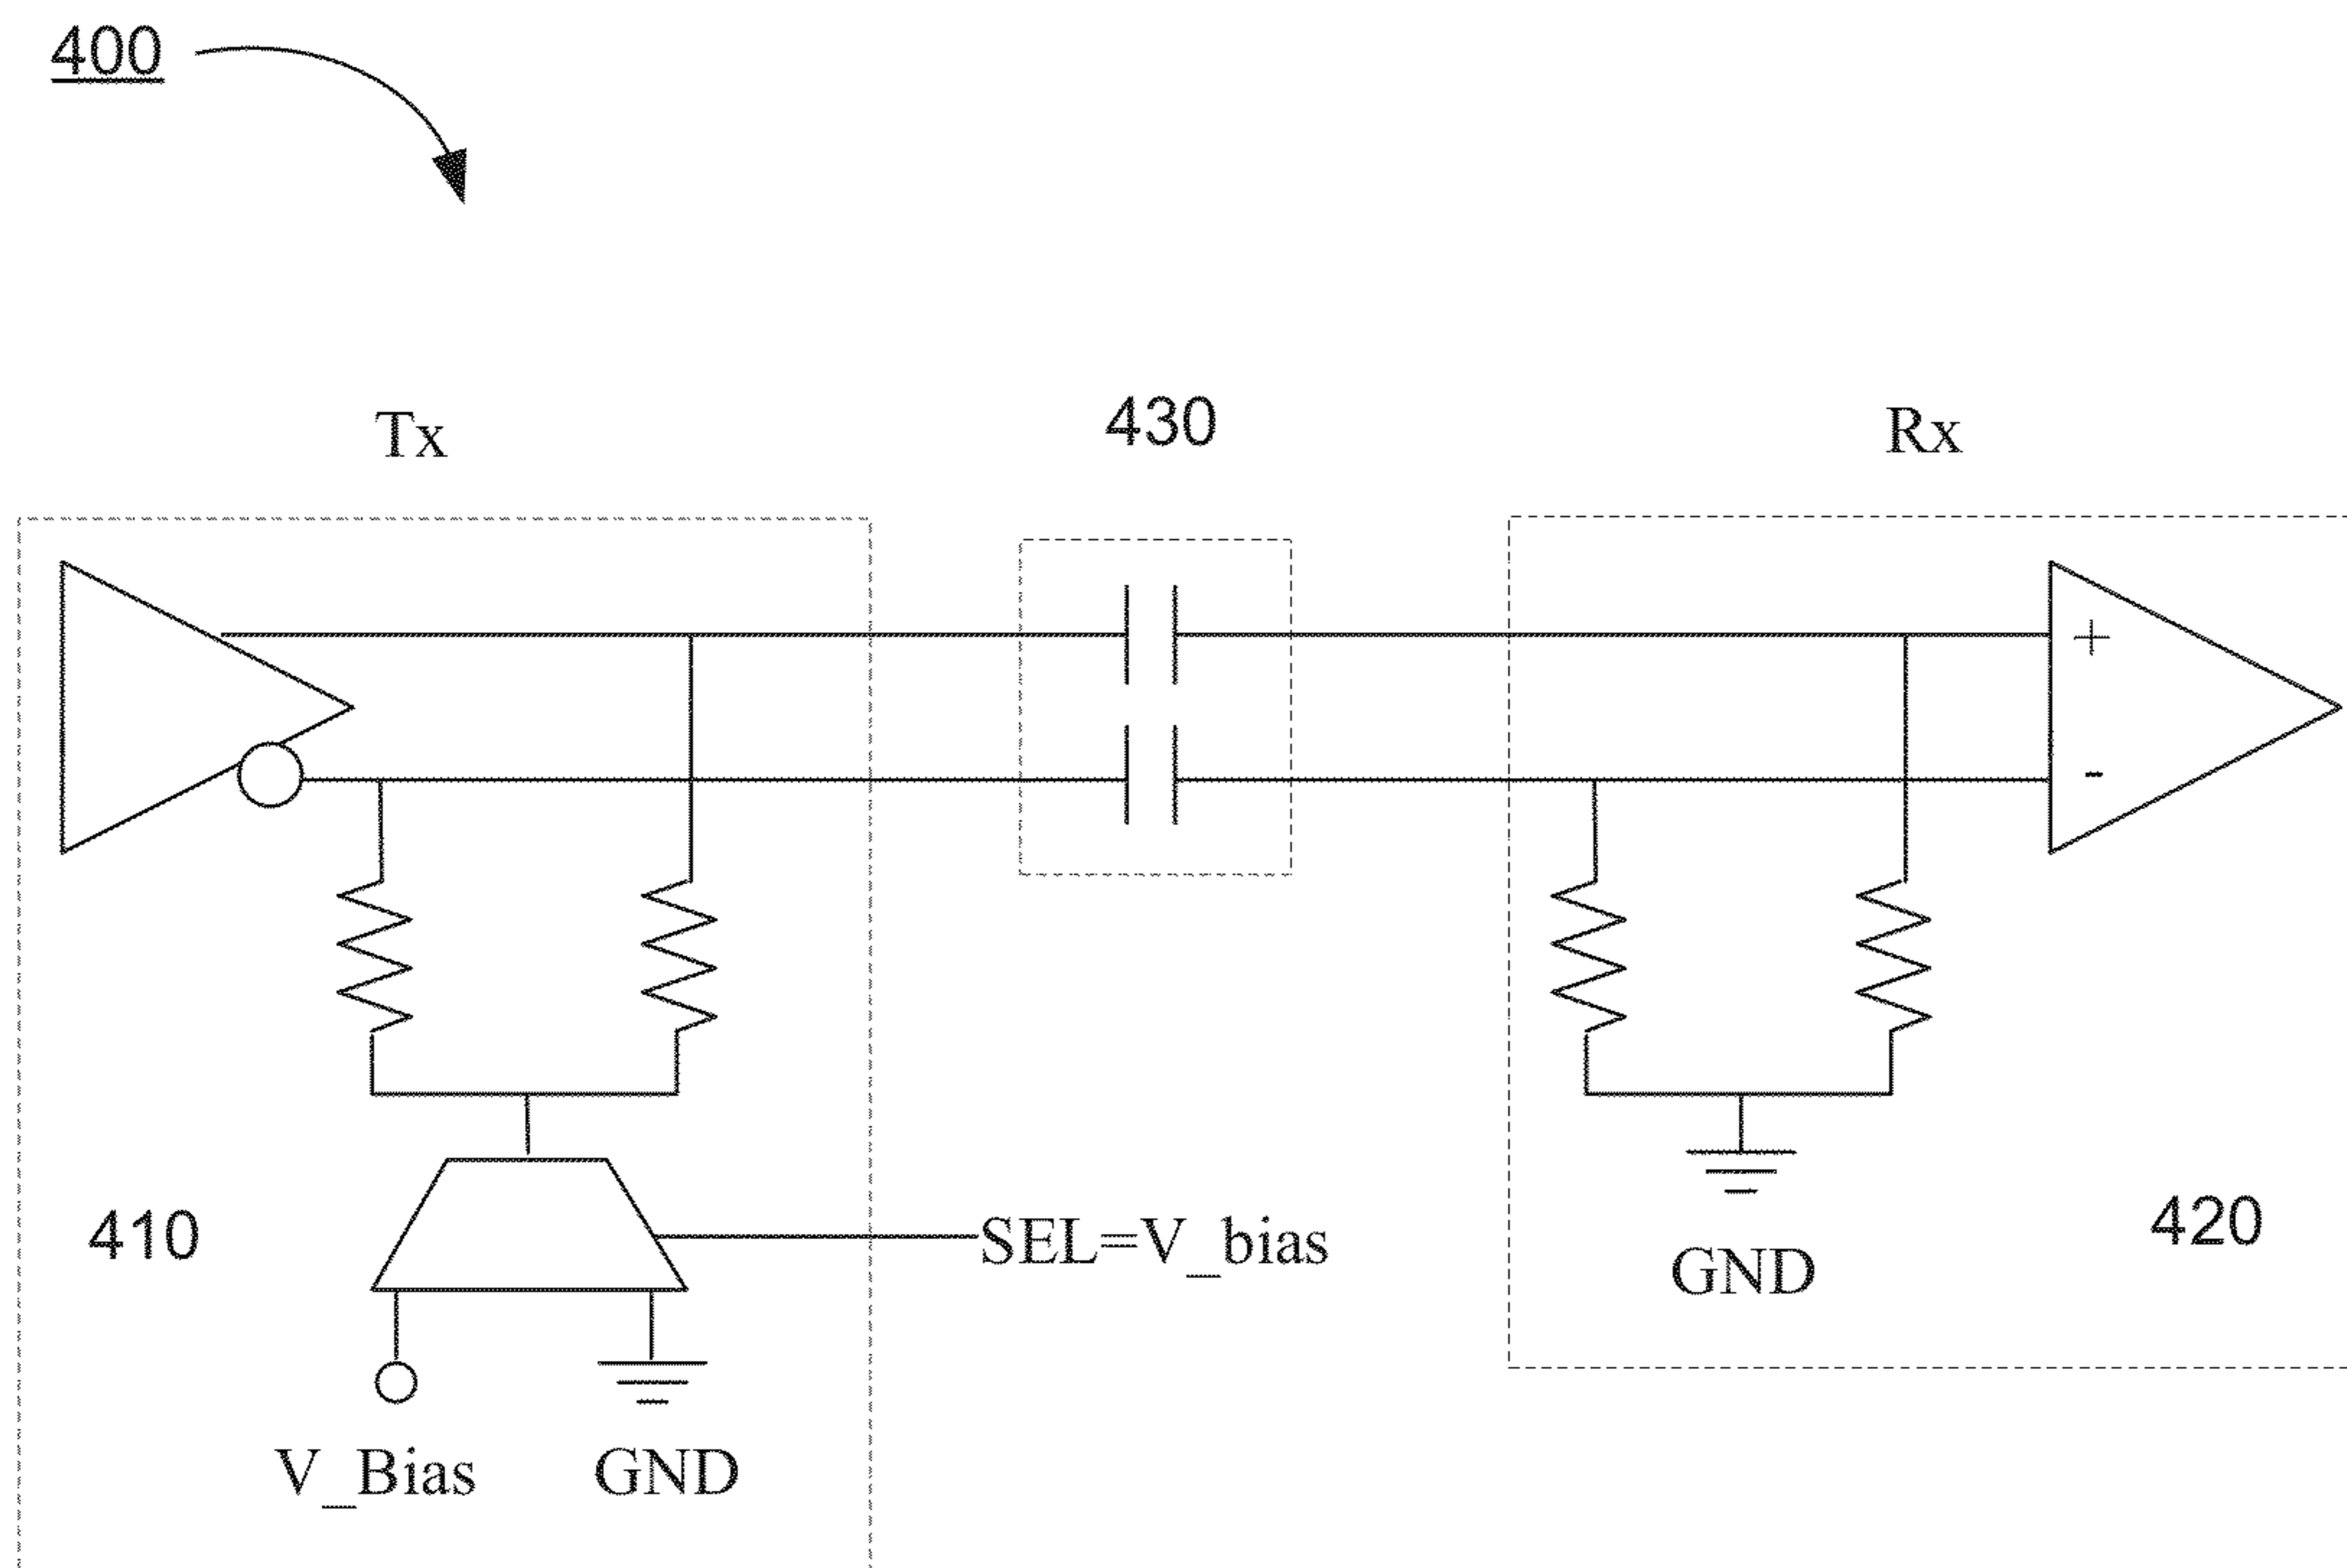 400
Tx
430
Rx
+
-
410
SEL=V_bias
GND
420
V_Bias
GND